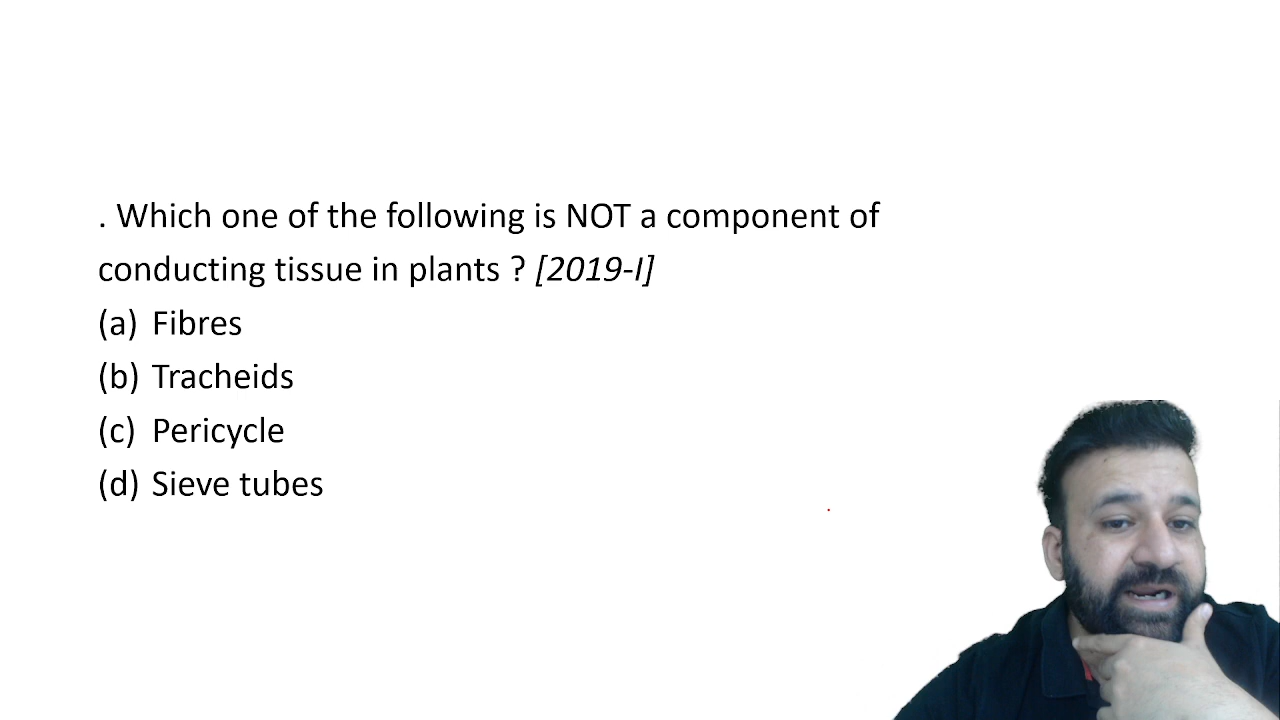 . Which one of the following is NOT a component of
conducting tissue in plants ? [2019-I]
(a) Fibres
(b) Tracheids
(c) Pericycle
(d) Sieve tubes